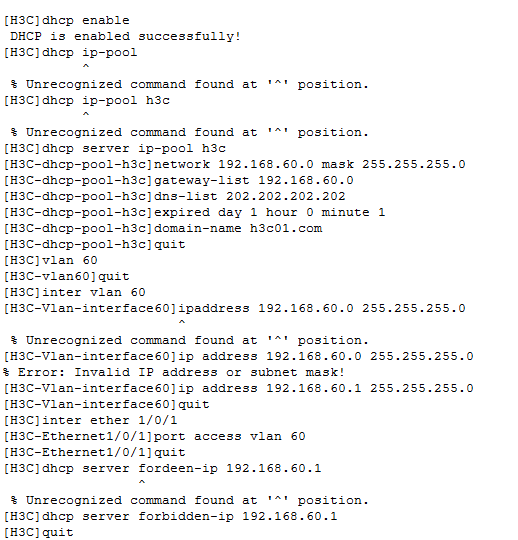 [H3C]dhcp enable
 DHCP is enabled successfully!
[H3C]dhcp ip-pool
          ^
 % Unrecognized command found at '^' position.
[H3C]dhcp ip-pool h3c
          ^
 % Unrecognized command found at '^' position.
[H3C]dhcp server ip-pool h3c
[H3C-dhcp-pool-h3c]network 192.168.60.0 mask 255.255.255.0
[H3C-dhcp-pool-h3c]gateway-list 192.168.60.0
[H3C-dhcp-pool-h3c]dns-list 202.202.202.202
[H3C-dhcp-pool-h3c]expired day 1 hour 0 minute 1
[H3C-dhcp-pool-h3c]domain-name h3c01.com
[H3C-dhcp-pool-h3c]quit
[H3C]vlan 60
[H3C-vlan60]quit
[H3C]inter vlan 60
[H3C-Vlan-interface60]ipaddress 192.168.60.0 255.255.255.0
                      ^
 % Unrecognized command found at '^' position.
[H3C-Vlan-interface60]ip address 192.168.60.0 255.255.255.0
% Error: Invalid IP address or subnet mask!
[H3C-Vlan-interface60]ip address 192.168.60.1 255.255.255.0
[H3C-Vlan-interface60]quit
[H3C]inter ether 1/0/1
[H3C-Ethernet1/0/1]port access vlan 60
[H3C-Ethernet1/0/1]quit
[H3C]dhcp server fordeen-ip 192.168.60.1
                 ^
 % Unrecognized command found at '^' position.
[H3C]dhcp server forbidden-ip 192.168.60.1
[H3C]quit